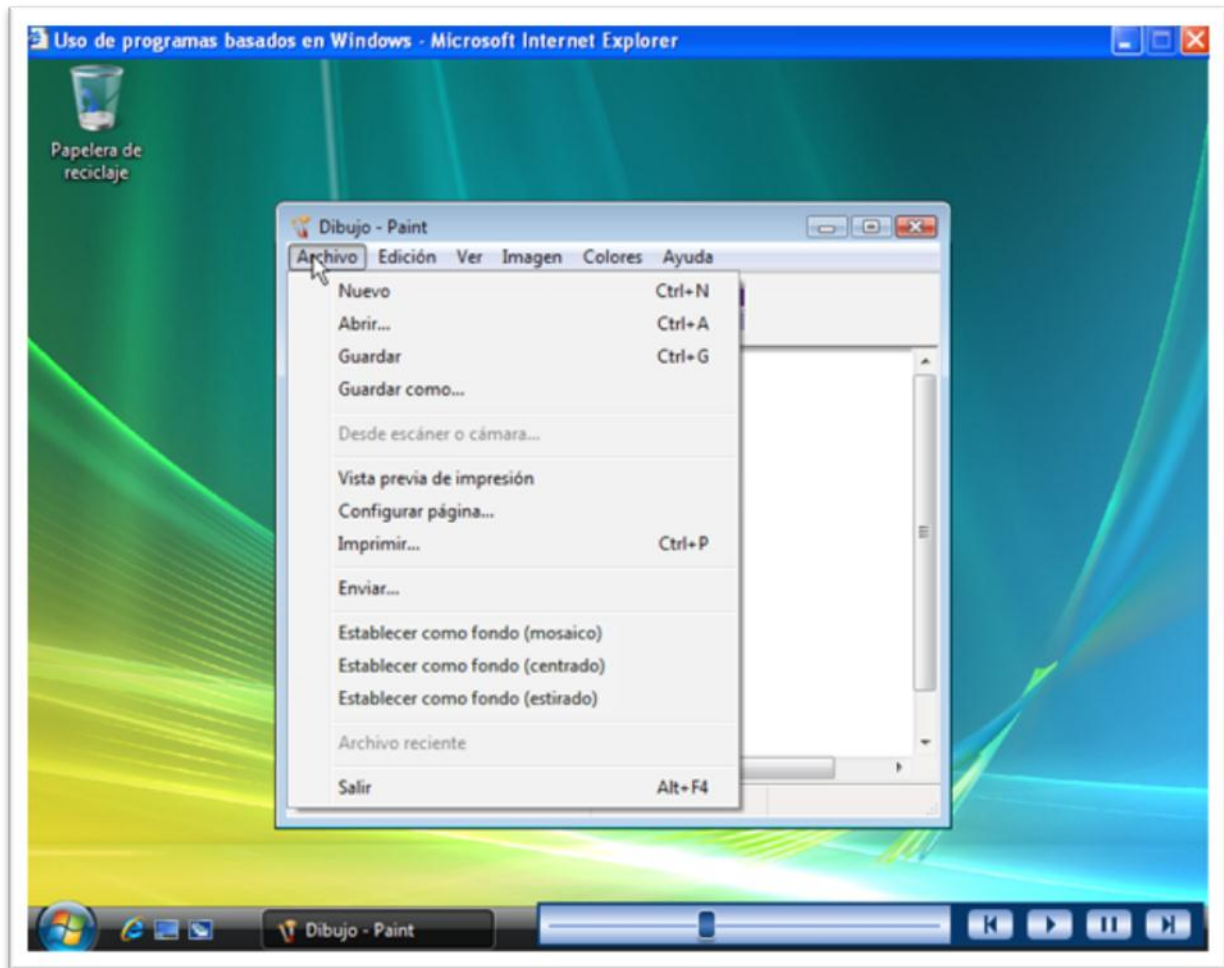 Uso de programas basados en Windows - Microsoft Internet Explorer
Papelera de
reciclaje
Dibujo - Paint
Archivo Edición Ver Imagen Colores Ayuda
Nuevo Ctrl+N
Abrir... Ctrl+A
Guardar Ctrl+G
Guardar como...
Desde escáner o cámara...
Vista previa de impresión
Configurar página...
Imprimir... Ctrl+P
Enviar...
Establecer como fondo (mosaico)
Establecer como fondo (centrado)
Establecer como fondo (estirado)
Archivo reciente
Salir Alt+F4
Dibujo - Paint